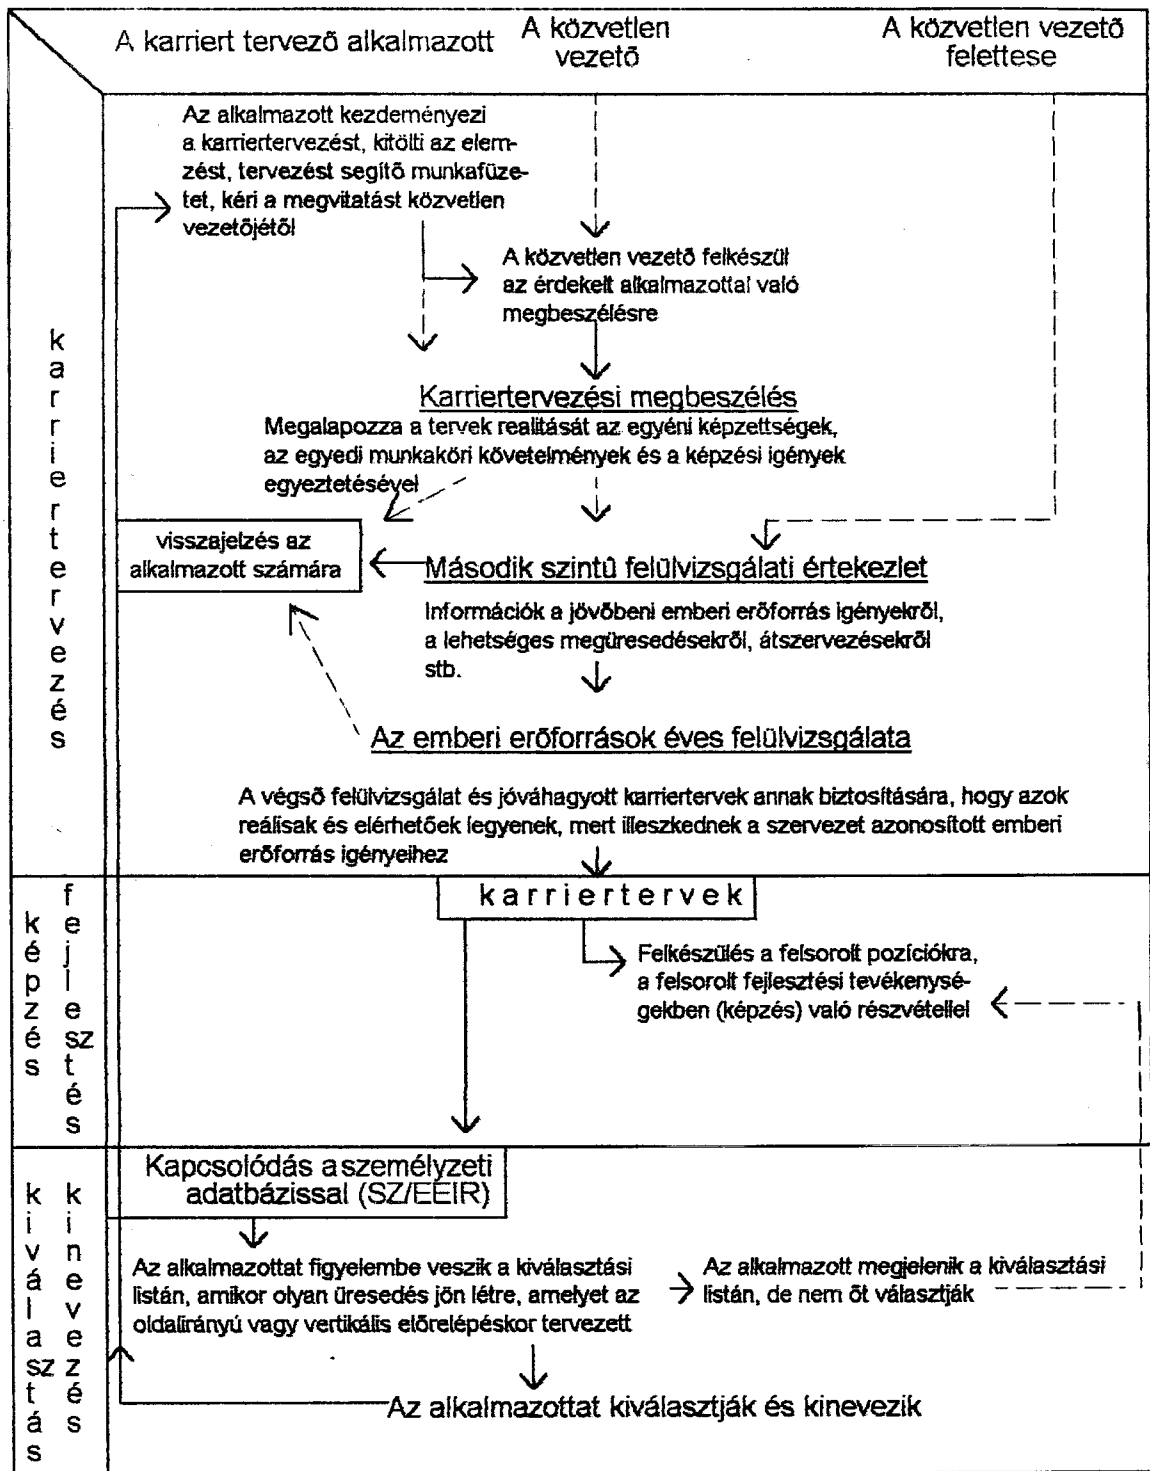 A karriert tervező alkalmazott
A közvetlen
vezető
A közvetlen vezető
felettese
karriertervezés
Az alkalmazott kezdeményezi
a karriertervezést, kitölti az elem-
zést, tervezést segítő munkafüze-
tet, kéri a megvitatást közvetlen
vezetőjétől
A közvetlen vezető felkészül
az érdekelt alkalmazottal való
megbeszélésre
Karriertervezési megbeszélés
Megalapozza a tervek realitását az egyéni képzettségek,
az egyedi munkaköri követelmények és a képzési igények
egyeztetésével
visszajelzés az
alkalmazott számára
Második szintû felülvizsgálati értekezlet
Információk a jövőbeni emberi erőforrás igényekről,
a lehetséges megüresedésekről, átszervezésekről
stb.
Az emberi erőforrások éves felülvizsgálata
A végső felülvizsgálat és jóváhagyott karriertervek annak biztosítására, hogy azok
reálisak és elérhetőek legyenek, mert illeszkednek a szervezet azonosított emberi
erőforrás igényeihez
képzés
fejlesztés
karriertervek
Felkészülés a felsorolt pozíciókra,
a felsorolt fejlesztési tevékenysé-
gekben (képzés) való részvétellel
kiválasztás
kinevezés
Kapcsolódás a személyzeti
adatbázissal (SZ/EEIR)
Az alkalmazottat figyelembe veszik a kiválasztási
listán, amikor olyan üresedés jön létre, amelyet az
oldalirányú vagy vertikális előrelépéskor tervezett
Az alkalmazott megjelenik a kiválasztási
listán, de nem őt választják
Az alkalmazottat kiválasztják és kinevezik